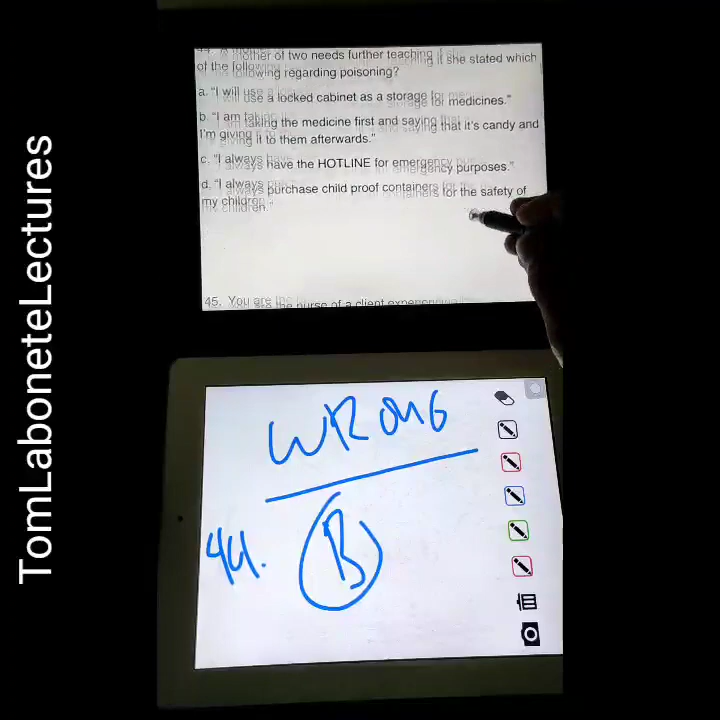 TomLaboneteLectures
44. A mother of two needs further teaching if she stated which
of the following regarding poisoning?
a. "I will use a locked cabinet as a storage for medicines."
b. "I am taking the medicine first and saying that it's candy and
I'm giving it to them afterwards."
c. "I always have the HOTLINE for emergency purposes."
d. "I always purchase child proof containers for the safety of
my children."
45. You are the nurse of a client
WRONG
44. B